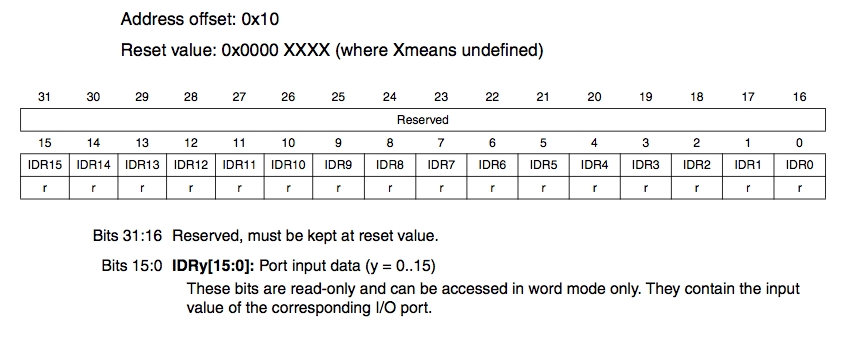 Address offset: 0x10
Reset value: 0x0000 XXXX (where Xmeans undefined)
31 30 29 28 27 26 25 24 23 22 21 20 19 18 17 16
Reserved
15 14 13 12 11 10 9 8 7 6 5 4 3 2 1 0
IDR15 IDR14 IDR13 IDR12 IDR11 IDR10 IDR9 IDR8 IDR7 IDR6 IDR5 IDR4 IDR3 IDR2 IDR1 IDR0
r r r r r r r r r r r r r r r r
Bits 31:16 Reserved, must be kept at reset value.
Bits 15:0 IDRy[15:0]: Port input data (y = 0..15)
These bits are read-only and can be accessed in word mode only. They contain the input
value of the corresponding I/O port.